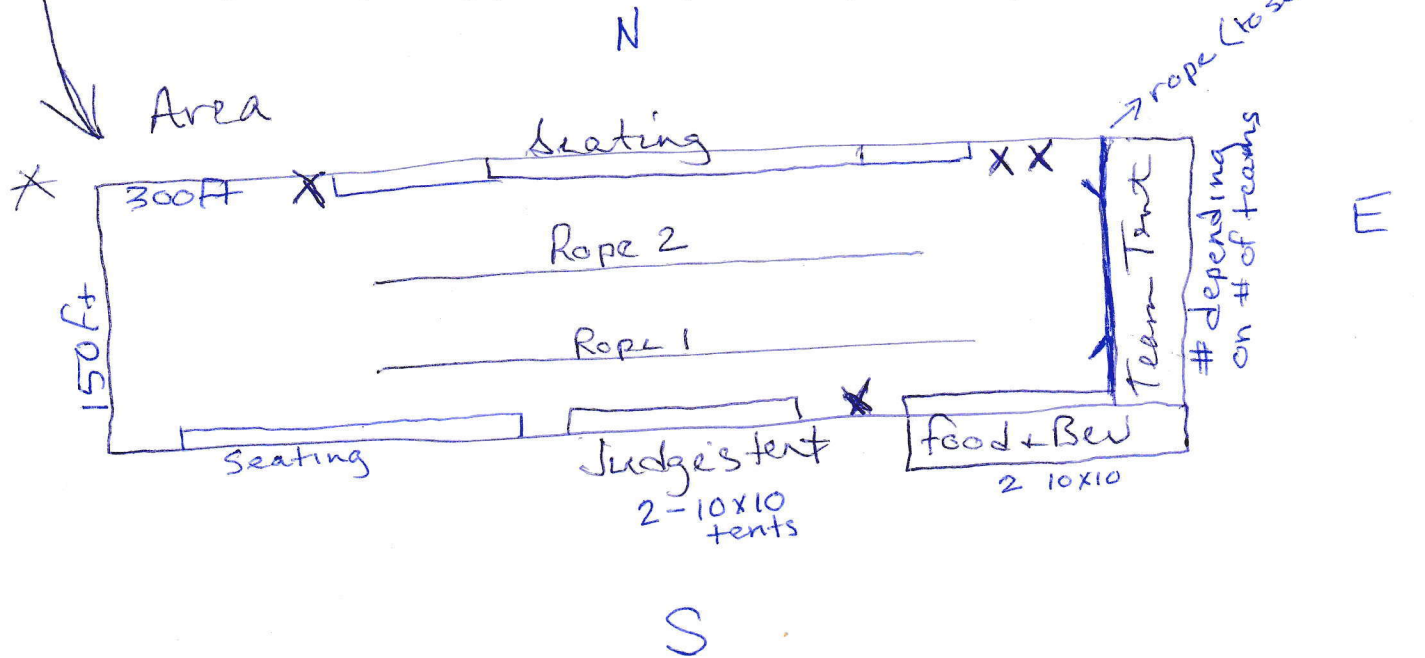 N
rope (to s
Area
Seating
300ft
X
X X
X
150ft
Rope 2
Rope 1
Team Tent
# depending
on # of teams
E
X
Seating
Judge's tent
2-10x10
tents
Food + Bev
2 10x10
S